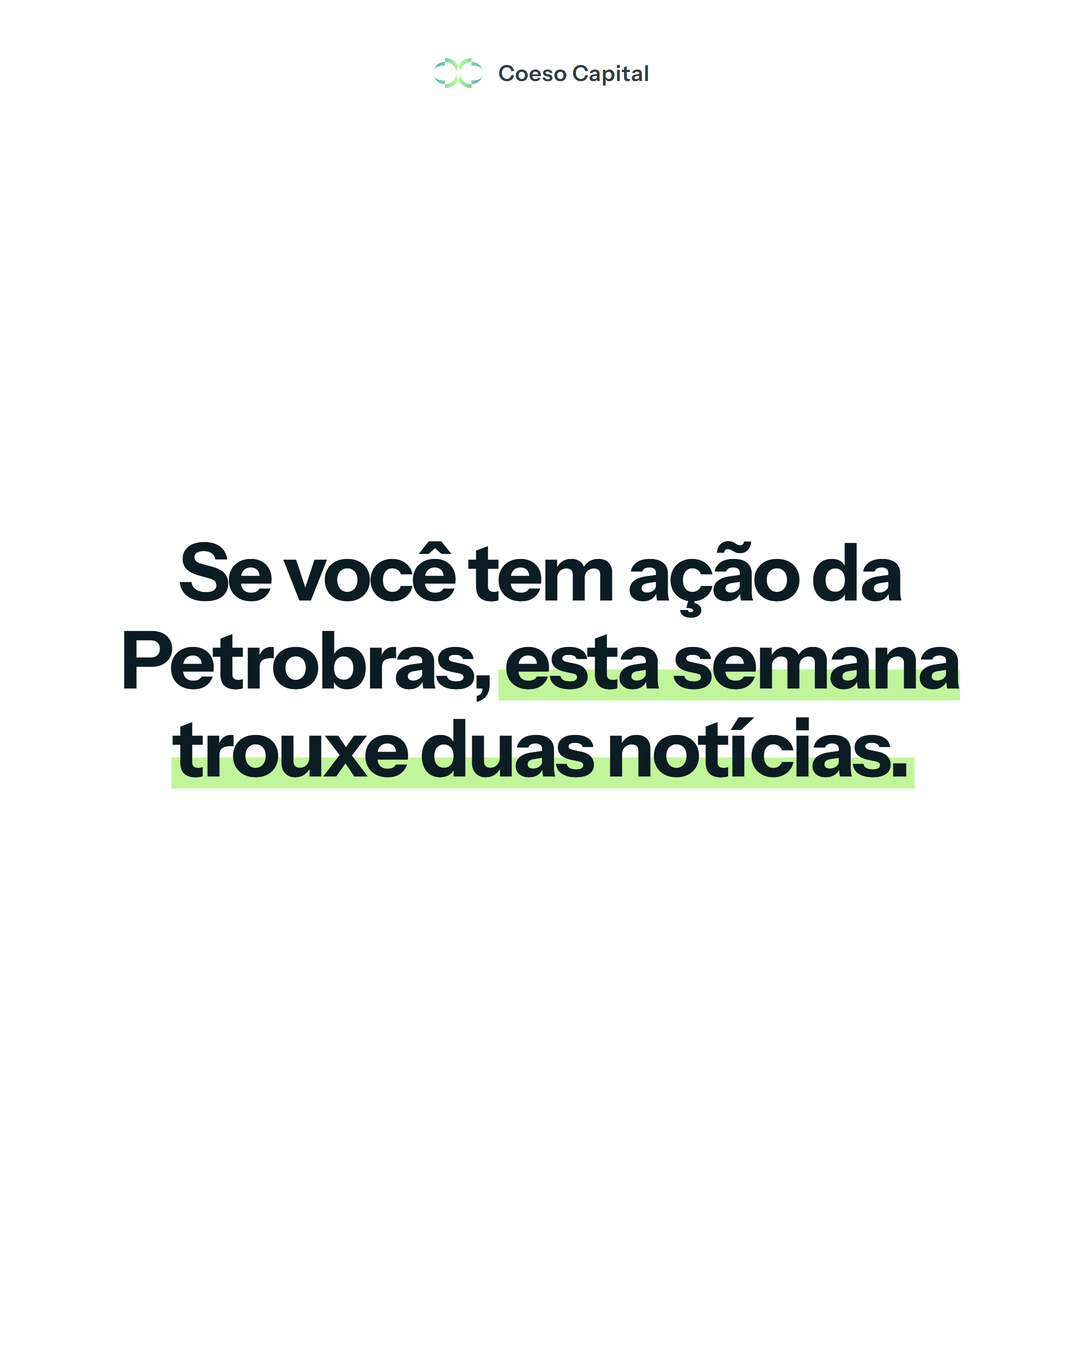 Coeso Capital
Se você tem ação da
Petrobras, esta semana
trouxe duas notícias.